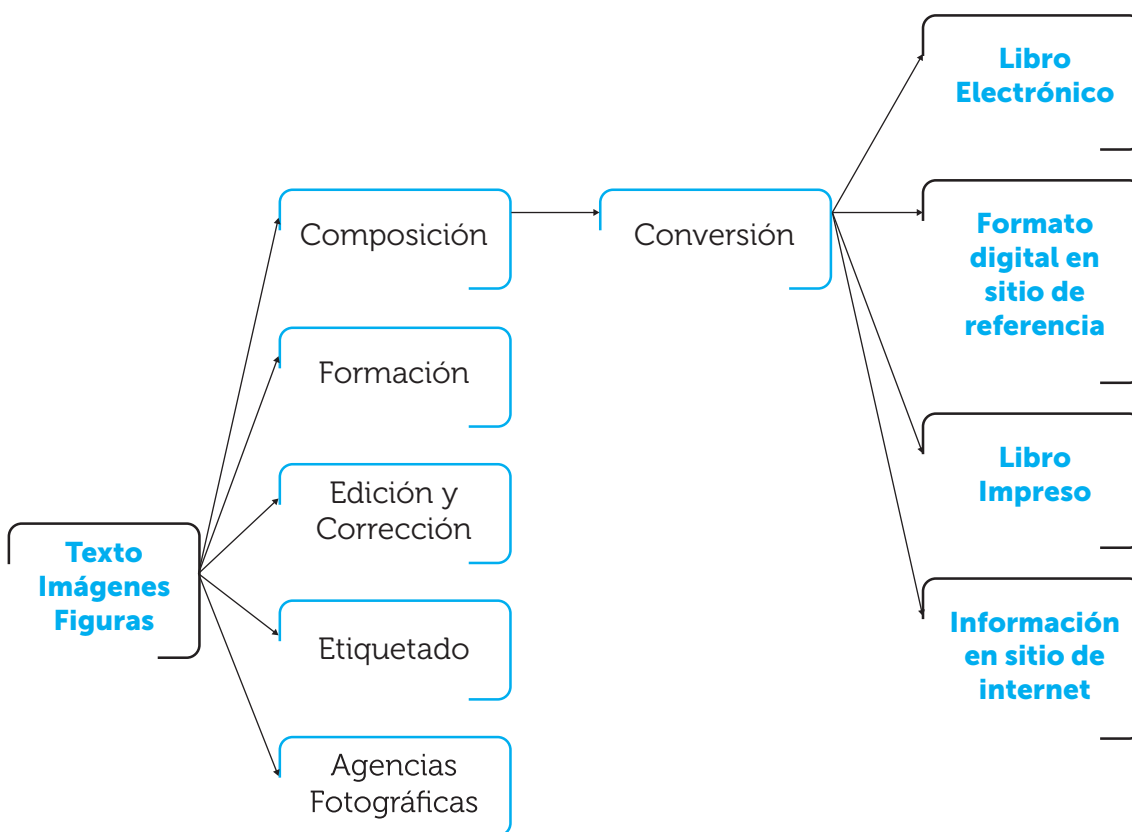 Texto
Imágenes
Figuras
Composición
Formación
Edición y
Corrección
Etiquetado
Agencias
Fotográficas
Conversión
Libro
Electrónico
Formato
digital en
sitio de
referencia
Libro
Impreso
Información
en sitio de
internet